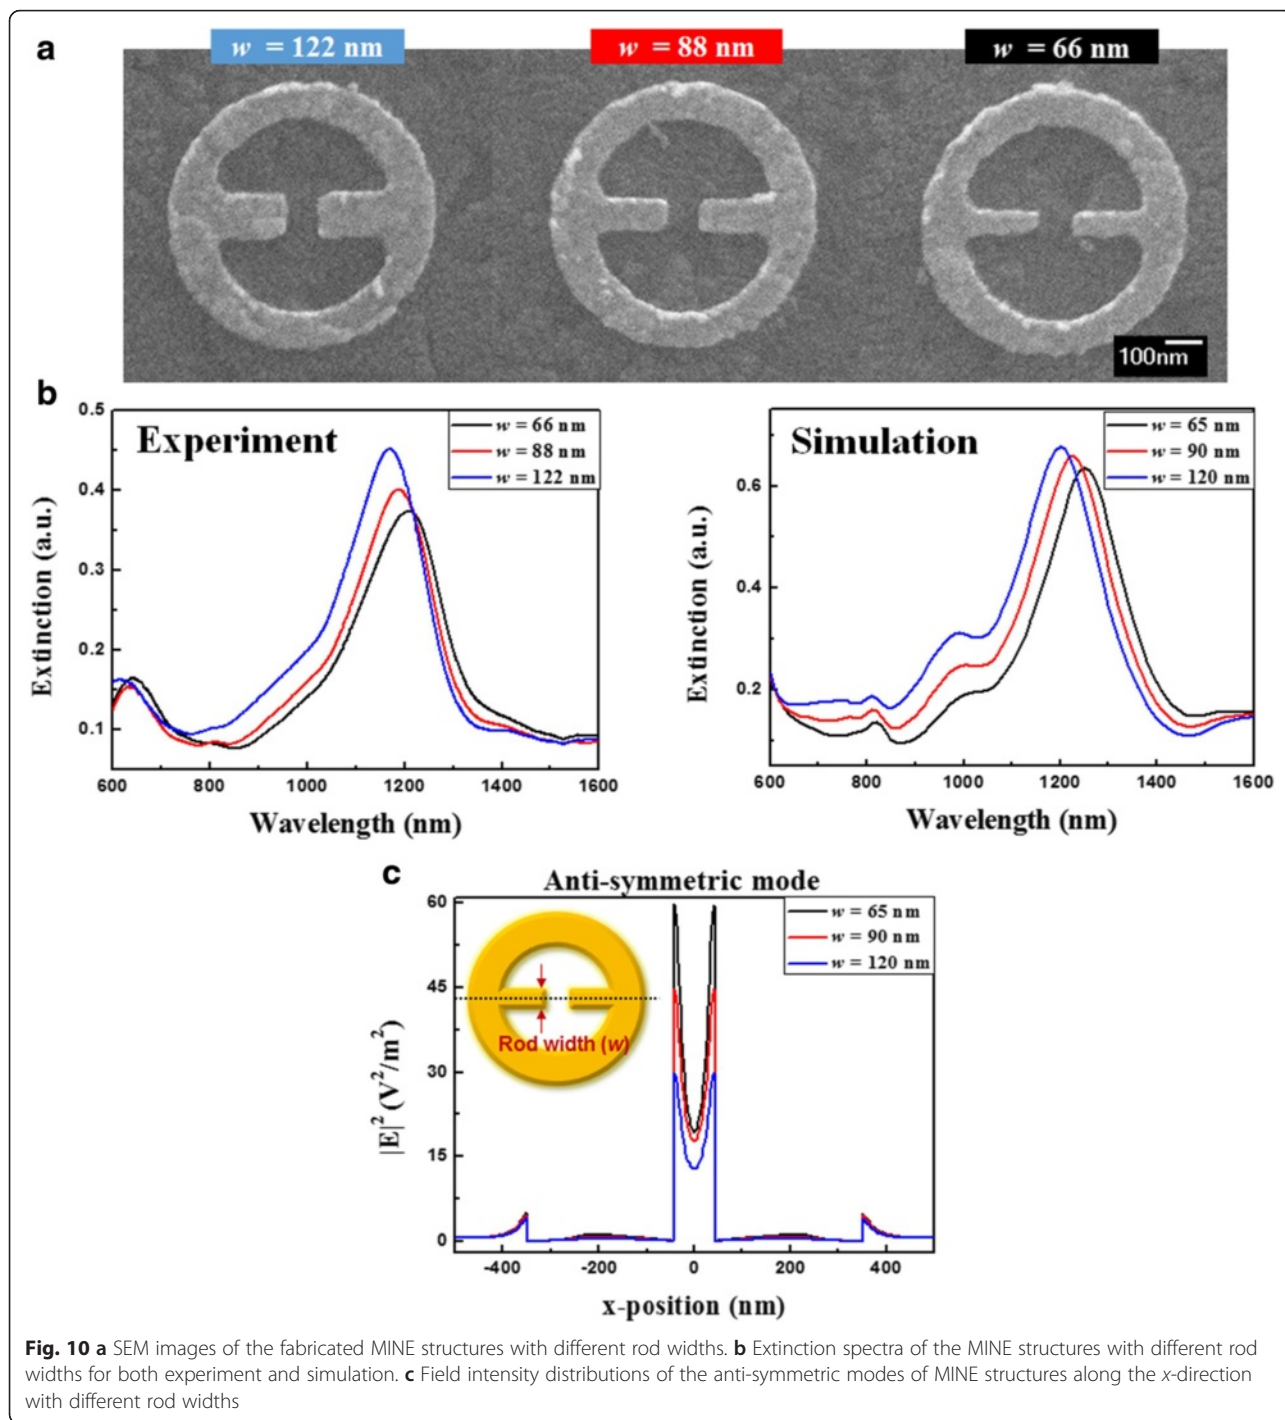 a
w = 122 nm
w = 88 nm
w = 66 nm
100nm
b
0.5
0.4
0.3
0.2
0.1
Extinction (a.u.)
Experiment
w = 66 nm
w = 88 nm
w = 122 nm
600 800 1000 1200 1400 1600
Wavelength (nm)
0.6
0.4
0.2
Extinction (a.u.)
Simulation
w = 65 nm
w = 90 nm
w = 120 nm
600 800 1000 1200 1400 1600
Wavelength (nm)
c
Anti-symmetric mode
60
45
30
15
0
|E|² (V²/m²)
w = 65 nm
w = 90 nm
w = 120 nm
Rod width (w)
-400 -200 0 200 400
x-position (nm)
Fig. 10 a SEM images of the fabricated MINE structures with different rod widths. b Extinction spectra of the MINE structures with different rod
widths for both experiment and simulation. c Field intensity distributions of the anti-symmetric modes of MINE structures along the x-direction
with different rod widths